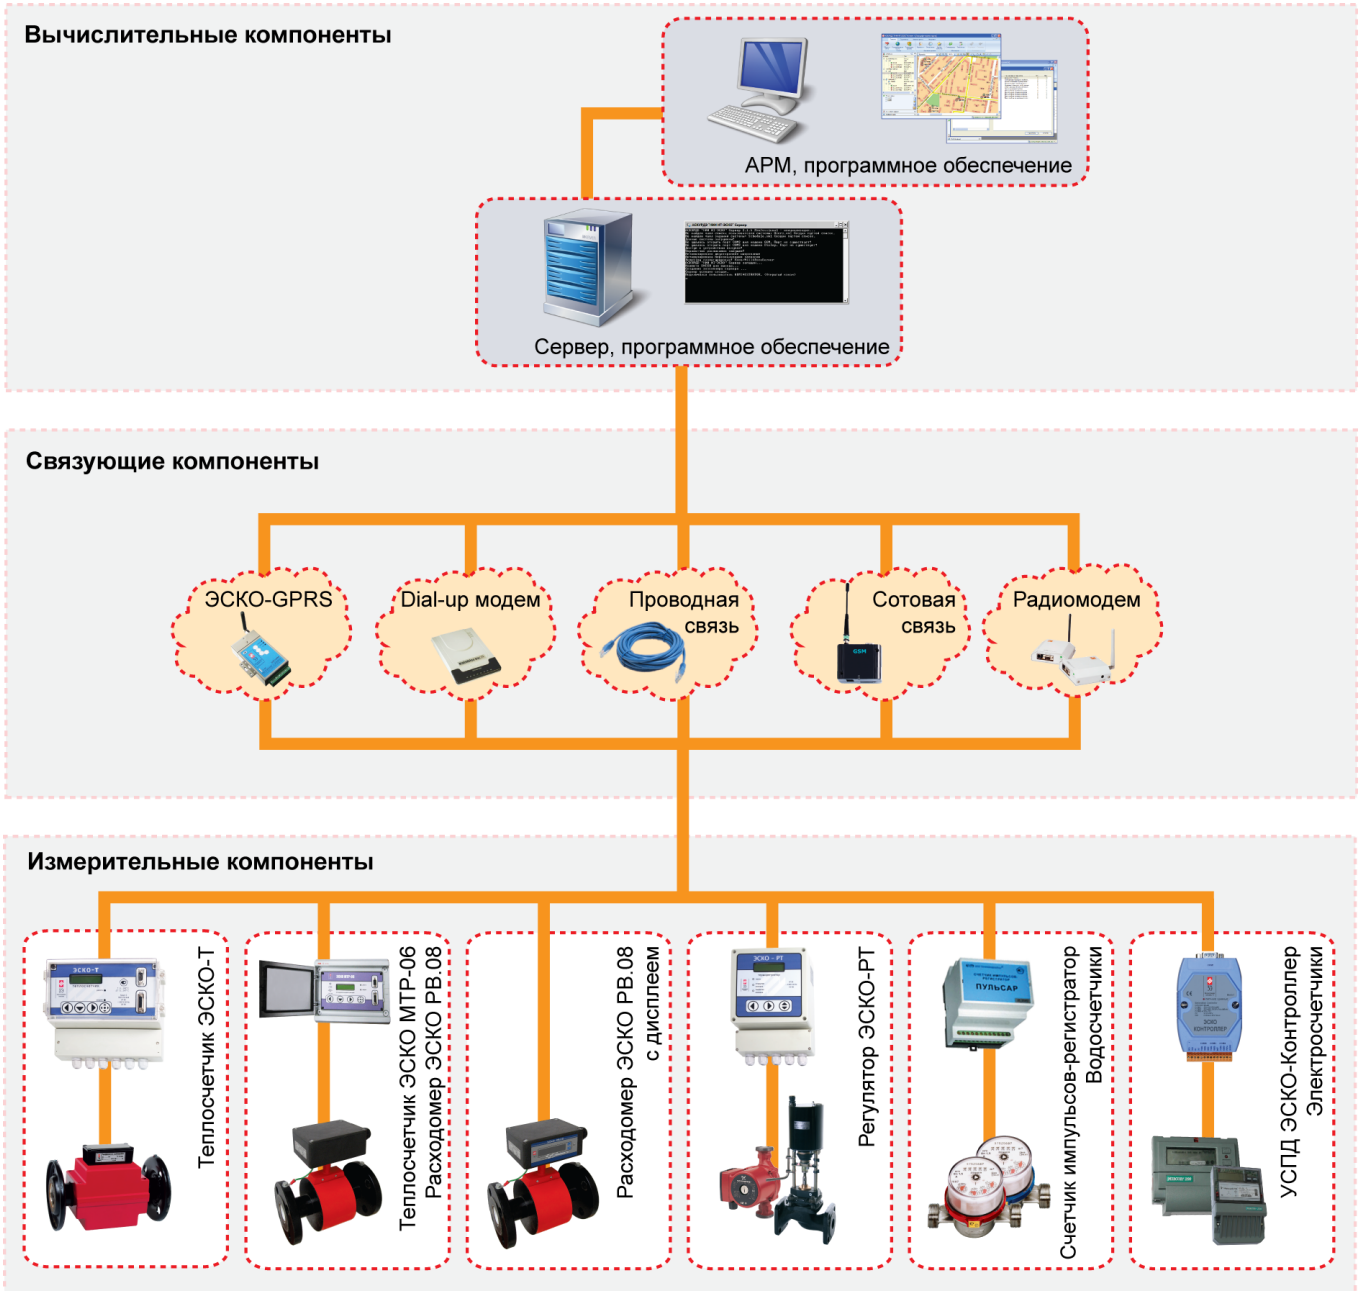 Вычислительные компоненты
АРМ, программное обеспечение
Сервер, программное обеспечение
Связующие компоненты
ЭСКО-GPRS
Dial-up модем
Проводная
связь
Сотовая
связь
GSM
Радиомодем
Измерительные компоненты
ЭСКО-Т
Теплосчетчик ЭСКО-Т
Теплосчетчик ЭСКО МТР-06
Расходомер ЭСКО РВ.08
Расходомер ЭСКО РВ.08
с дисплеем
ЭСКО – РТ
Регулятор ЭСКО-РТ
ПУЛЬСАР
Счетчик импульсов-регистратор
Водосчетчики
ЭСКО
КОНТРОЛЛЕР
УСПД ЭСКО-Контроллер
Электросчетчики